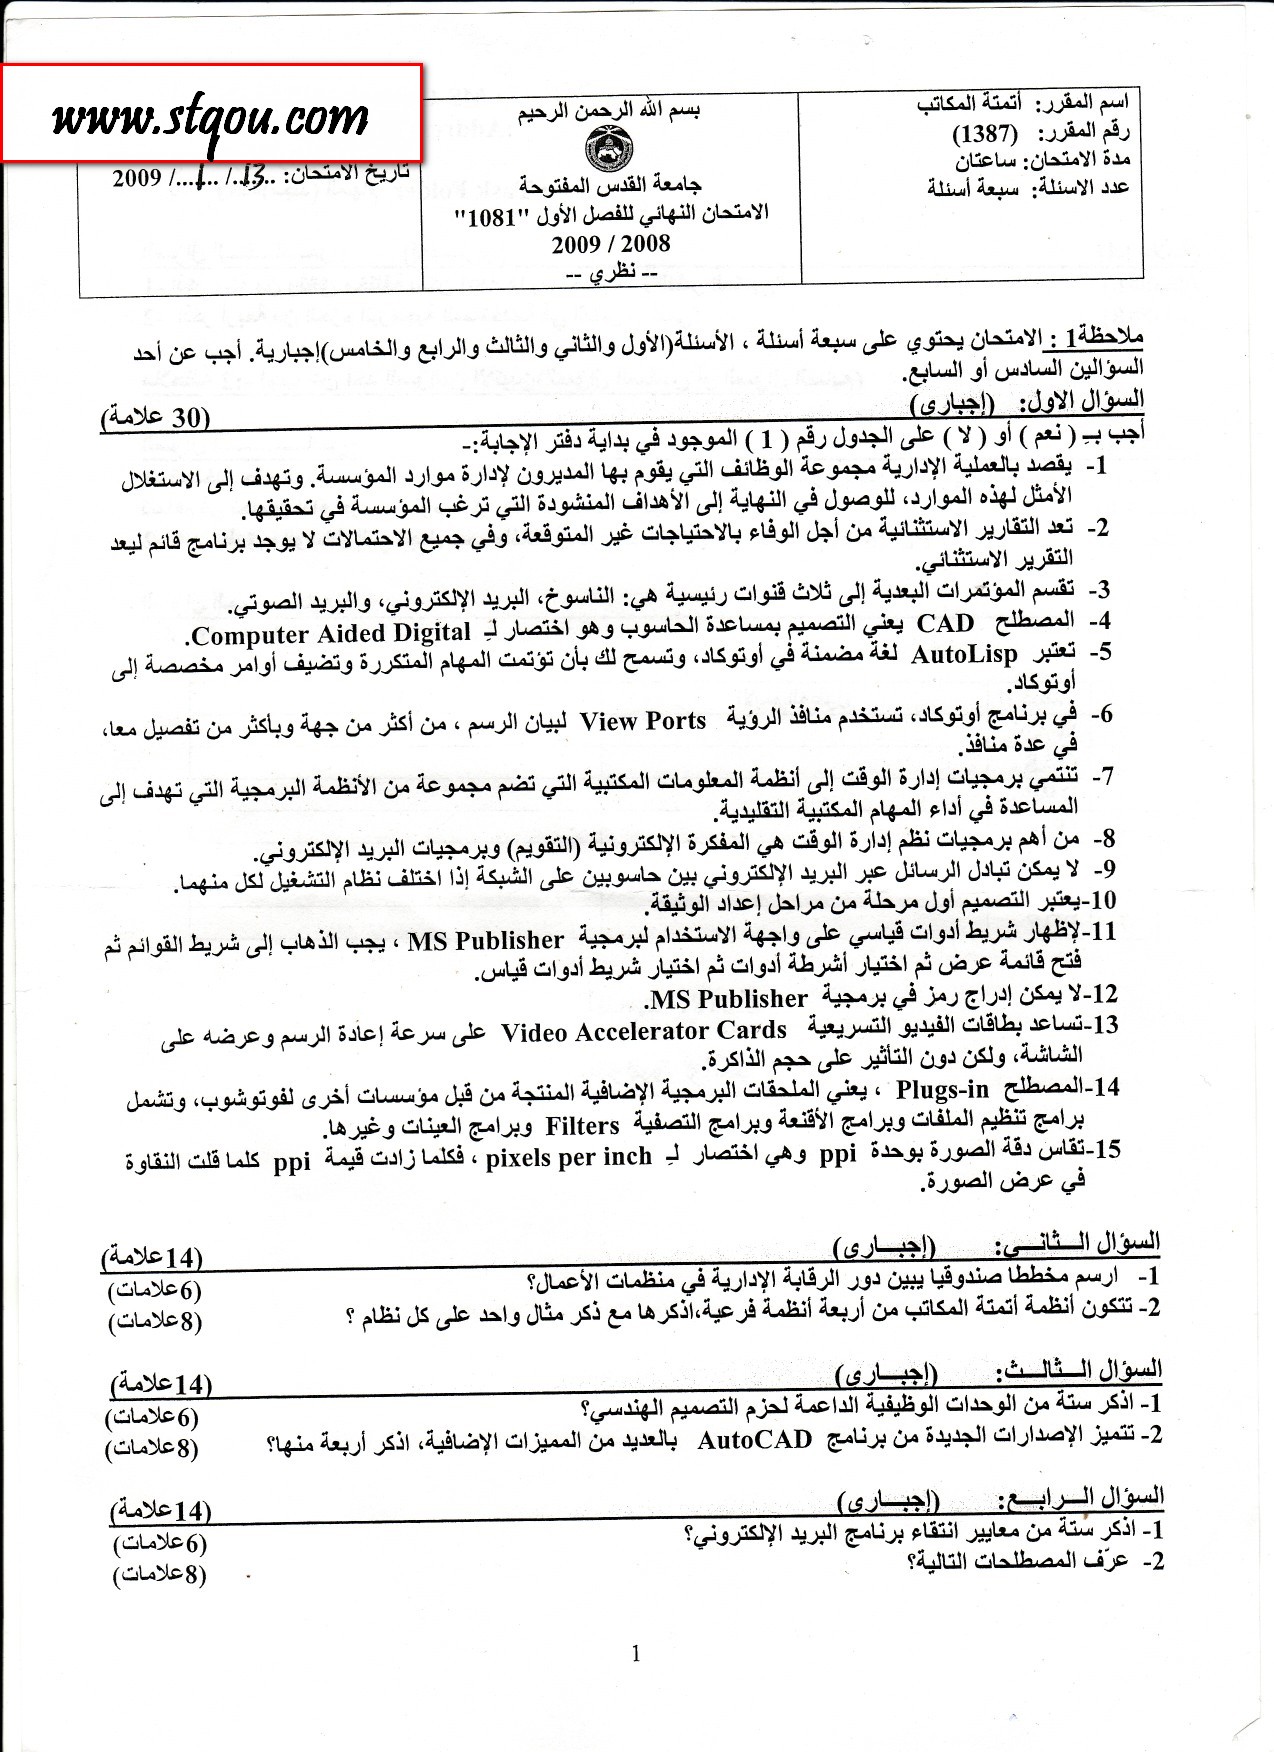 www.stqou.com
اسم المقرر: أتمتة المكاتب
رقم المقرر: (1387)
مدة الامتحان: ساعتان
عدد الاسئلة: سبعة أسئلة
بسم الله الرحمن الرحيم
جامعة القدس المفتوحة
الامتحان النهائي للفصل الأول "1081"
2009 / 2008
-- نظري --
تاريخ الامتحان: ..13../...1.../ 2009
ملاحظة1 : الامتحان يحتوي على سبعة أسئلة ، الأسئلة(الأول والثاني والثالث والرابع والخامس)إجبارية. أجب عن أحد
السؤالين السادس أو السابع.
السؤال الاول: (إجباري) (30 علامة)
أجب بـِ ( نعم ) أو ( لا ) على الجدول رقم ( 1 ) الموجود في بداية دفتر الإجابة:-
1- يقصد بالعملية الإدارية مجموعة الوظائف التي يقوم بها المديرون لإدارة موارد المؤسسة. وتهدف إلى الاستغلال
الأمثل لهذه الموارد، للوصول في النهاية إلى الأهداف المنشودة التي ترغب المؤسسة في تحقيقها.
2- تعد التقارير الاستثنائية من أجل الوفاء بالاحتياجات غير المتوقعة، وفي جميع الاحتمالات لا يوجد برنامج قائم ليعد
التقرير الاستثنائي.
3- تقسم المؤتمرات البعدية إلى ثلاث قنوات رئيسية هي: الناسوخ، البريد الإلكتروني، والبريد الصوتي.
4- المصطلح CAD يعني التصميم بمساعدة الحاسوب وهو اختصار لـِ Computer Aided Digital.
5- تعتبر AutoLisp لغة مضمنة في أوتوكاد، وتسمح لك بأن تؤتمت المهام المتكررة وتضيف أوامر مخصصة إلى
أوتوكاد.
6- في برنامج أوتوكاد، تستخدم منافذ الرؤية View Ports لبيان الرسم ، من أكثر من جهة وبأكثر من تفصيل معا،
في عدة منافذ.
7- تنتمي برمجيات إدارة الوقت إلى أنظمة المعلومات المكتبية التي تضم مجموعة من الأنظمة البرمجية التي تهدف إلى
المساعدة في أداء المهام المكتبية التقليدية.
8- من أهم برمجيات نظم إدارة الوقت هي المفكرة الإلكترونية (التقويم) وبرمجيات البريد الإلكتروني.
9- لا يمكن تبادل الرسائل عبر البريد الإلكتروني بين حاسوبين على الشبكة إذا اختلف نظام التشغيل لكل منهما.
10-يعتبر التصميم أول مرحلة من مراحل إعداد الوثيقة.
11-لإظهار شريط أدوات قياسي على واجهة الاستخدام لبرمجية MS Publisher ، يجب الذهاب إلى شريط القوائم ثم
فتح قائمة عرض ثم اختيار أشرطة أدوات ثم اختيار شريط أدوات قياس.
12-لا يمكن إدراج رمز في برمجية MS Publisher.
13-تساعد بطاقات الفيديو التسريعية Video Accelerator Cards على سرعة إعادة الرسم وعرضه على
الشاشة، ولكن دون التأثير على حجم الذاكرة.
14-المصطلح Plugs-in ، يعني الملحقات البرمجية الإضافية المنتجة من قبل مؤسسات أخرى لفوتوشوب، وتشمل
برامج تنظيم الملفات وبرامج الأقنعة وبرامج التصفية Filters وبرامج العينات وغيرها.
15-تقاس دقة الصورة بوحدة ppi وهي اختصار لـِ pixels per inch ، فكلما زادت قيمة ppi كلما قلت النقاوة
في عرض الصورة.
السؤال الـــثاني: (إجبـــاري) (14علامة)
1- ارسم مخططا صندوقيا يبين دور الرقابة الإدارية في منظمات الأعمال؟ (6علامات)
2- تتكون أنظمة أتمتة المكاتب من أربعة أنظمة فرعية،اذكرها مع ذكر مثال واحد على كل نظام ؟ (8علامات)
السؤال الـــثالـــث: (إجبـــاري) (14علامة)
1- اذكر ستة من الوحدات الوظيفية الداعمة لحزم التصميم الهندسي؟ (6علامات)
2- تتميز الإصدارات الجديدة من برنامج AutoCAD بالعديد من المميزات الإضافية، اذكر أربعة منها؟ (8علامات)
السؤال الـــرابـــع: (إجبـــاري) (14علامة)
1- اذكر ستة من معايير انتقاء برنامج البريد الإلكتروني؟ (6علامات)
2- عرّف المصطلحات التالية؟ (8علامات)
1